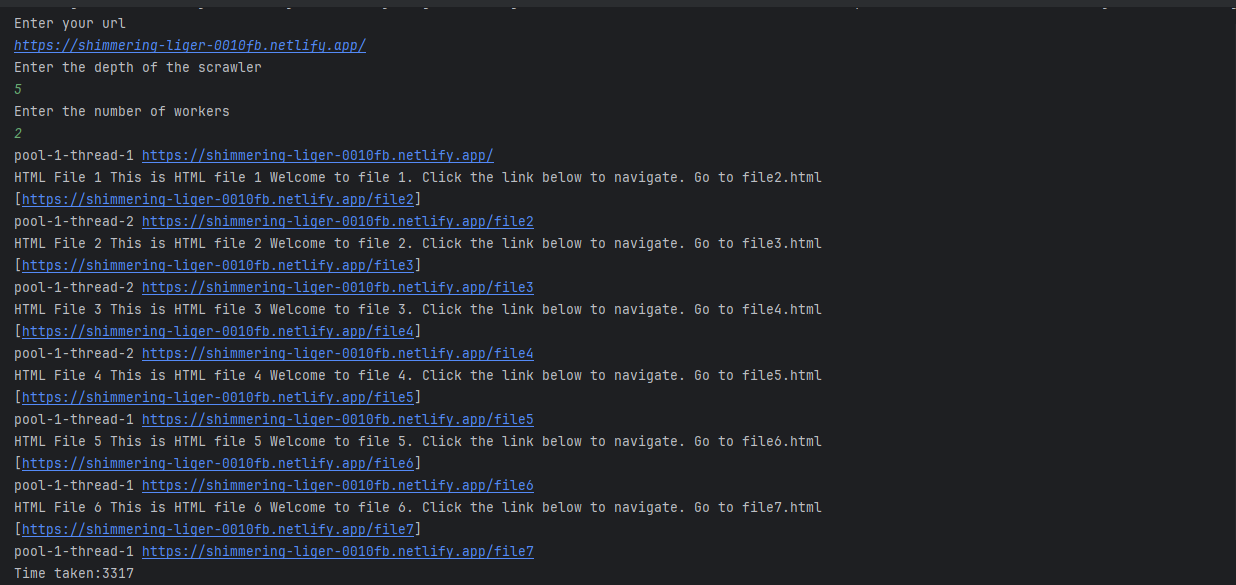 Enter your url
https://shimmering-liger-0010fb.netlify.app/
Enter the depth of the scrawler
5
Enter the number of workers
2
pool-1-thread-1 https://shimmering-liger-0010fb.netlify.app/
HTML File 1 This is HTML file 1 Welcome to file 1. Click the link below to navigate. Go to file2.html
[https://shimmering-liger-0010fb.netlify.app/file2]
pool-1-thread-2 https://shimmering-liger-0010fb.netlify.app/file2
HTML File 2 This is HTML file 2 Welcome to file 2. Click the link below to navigate. Go to file3.html
[https://shimmering-liger-0010fb.netlify.app/file3]
pool-1-thread-2 https://shimmering-liger-0010fb.netlify.app/file3
HTML File 3 This is HTML file 3 Welcome to file 3. Click the link below to navigate. Go to file4.html
[https://shimmering-liger-0010fb.netlify.app/file4]
pool-1-thread-2 https://shimmering-liger-0010fb.netlify.app/file4
HTML File 4 This is HTML file 4 Welcome to file 4. Click the link below to navigate. Go to file5.html
[https://shimmering-liger-0010fb.netlify.app/file5]
pool-1-thread-1 https://shimmering-liger-0010fb.netlify.app/file5
HTML File 5 This is HTML file 5 Welcome to file 5. Click the link below to navigate. Go to file6.html
[https://shimmering-liger-0010fb.netlify.app/file6]
pool-1-thread-1 https://shimmering-liger-0010fb.netlify.app/file6
HTML File 6 This is HTML file 6 Welcome to file 6. Click the link below to navigate. Go to file7.html
[https://shimmering-liger-0010fb.netlify.app/file7]
pool-1-thread-1 https://shimmering-liger-0010fb.netlify.app/file7
Time taken:3317